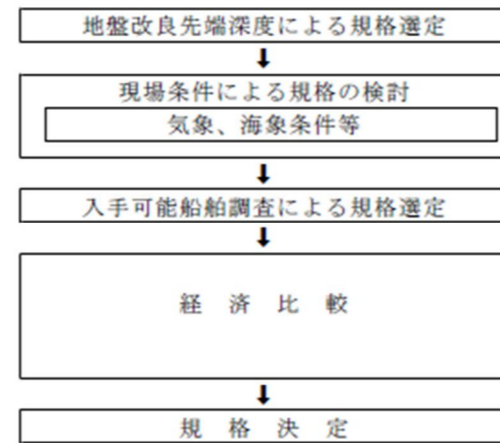 地盤改良先端深度による規格選定
現場条件による規格の検討
気象、海象条件等
入手可能船舶調査による規格選定
経済比較
規格決定